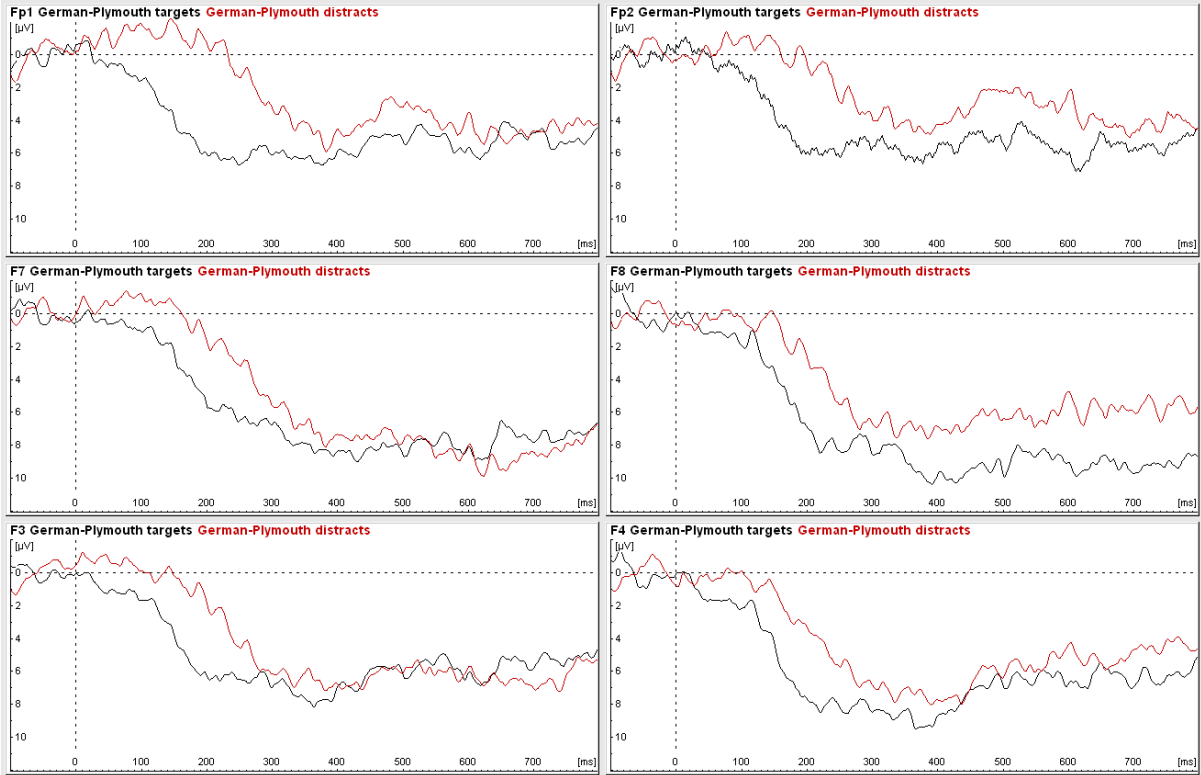 Fp1 German-Plymouth targets German-Plymouth distracts
[µV]
0
2
4
6
8
10
0 100 200 300 400 500 600 700 [ms]
Fp2 German-Plymouth targets German-Plymouth distracts
[µV]
0
2
4
6
8
10
0 100 200 300 400 500 600 700 [ms]
F7 German-Plymouth targets German-Plymouth distracts
[µV]
0
2
4
6
8
10
0 100 200 300 400 500 600 700 [ms]
F8 German-Plymouth targets German-Plymouth distracts
[µV]
0
2
4
6
8
10
0 100 200 300 400 500 600 700 [ms]
F3 German-Plymouth targets German-Plymouth distracts
[µV]
0
2
4
6
8
10
0 100 200 300 400 500 600 700 [ms]
F4 German-Plymouth targets German-Plymouth distracts
[µV]
0
2
4
6
8
10
0 100 200 300 400 500 600 700 [ms]